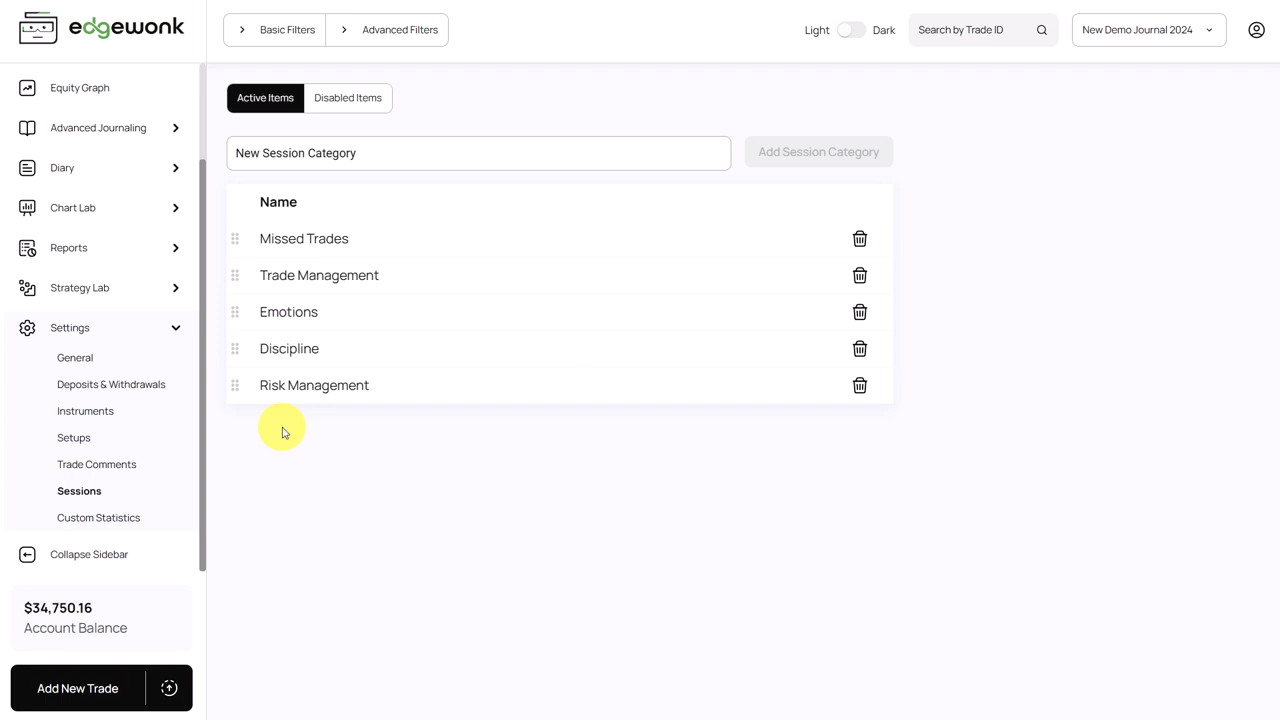 edgewonk
Basic Filters
Advanced Filters
Light
Dark
Search by Trade ID
New Demo Journal 2024
Equity Graph
Advanced Journaling
Diary
Chart Lab
Reports
Strategy Lab
Settings
General
Deposits & Withdrawals
Instruments
Setups
Trade Comments
Sessions
Custom Statistics
Collapse Sidebar
$34,750.16
Account Balance
Add New Trade
Active Items
Disabled Items
New Session Category
Add Session Category
Name
Missed Trades
Trade Management
Emotions
Discipline
Risk Management